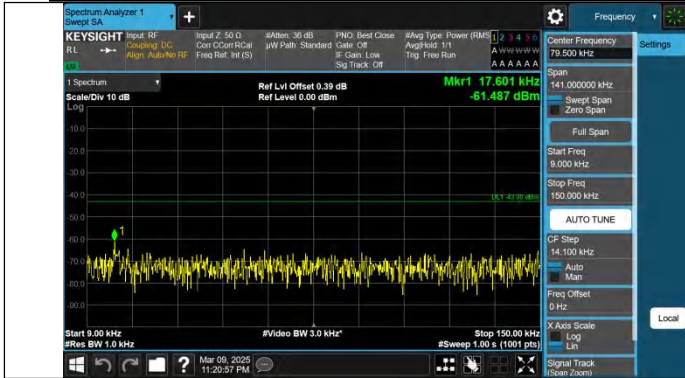 Spectrum Analyzer 1
Swept SA
Frequency
KEYSIGHT
Input: RF
Input Z: 50 Ω
#Atten: 36 dB
PNO: Best Close
#Avg Type: Power (RMS
1 2 3 4 5 6
RL
Coupling: DC
Corr CCorr RCal
µW Path: Standard
Gate: Off
Avg|Hold: 1/1
A W W W W W
Align: Auto/No RF
Freq Ref: Int (S)
IF Gain: Low
Trig: Free Run
Sig Track: Off
A A A A A A
1 Spectrum
Scale/Div 10 dB
Ref Lvl Offset 0.39 dB
Ref Level 0.00 dBm
Mkr1 17.601 kHz
-61.487 dBm
Log
-10.0
-20.0
-30.0
-40.0
DL1 -43.00 dBm
-50.0
1
-60.0
-70.0
-80.0
-90.0
Start 9.00 kHz
#Video BW 3.0 kHz*
Stop 150.00 kHz
#Res BW 1.0 kHz
#Sweep 1.00 s (1001 pts)
Mar 09, 2025
11:20:57 PM
Center Frequency
79.500 kHz
Span
141.000000 kHz
Swept Span
Zero Span
Full Span
Start Freq
9.000 kHz
Stop Freq
150.000 kHz
AUTO TUNE
CF Step
14.100 kHz
Auto
Man
Freq Offset
0 Hz
X Axis Scale
Log
Lin
Signal Track
(Span Zoom)
Settings
Local